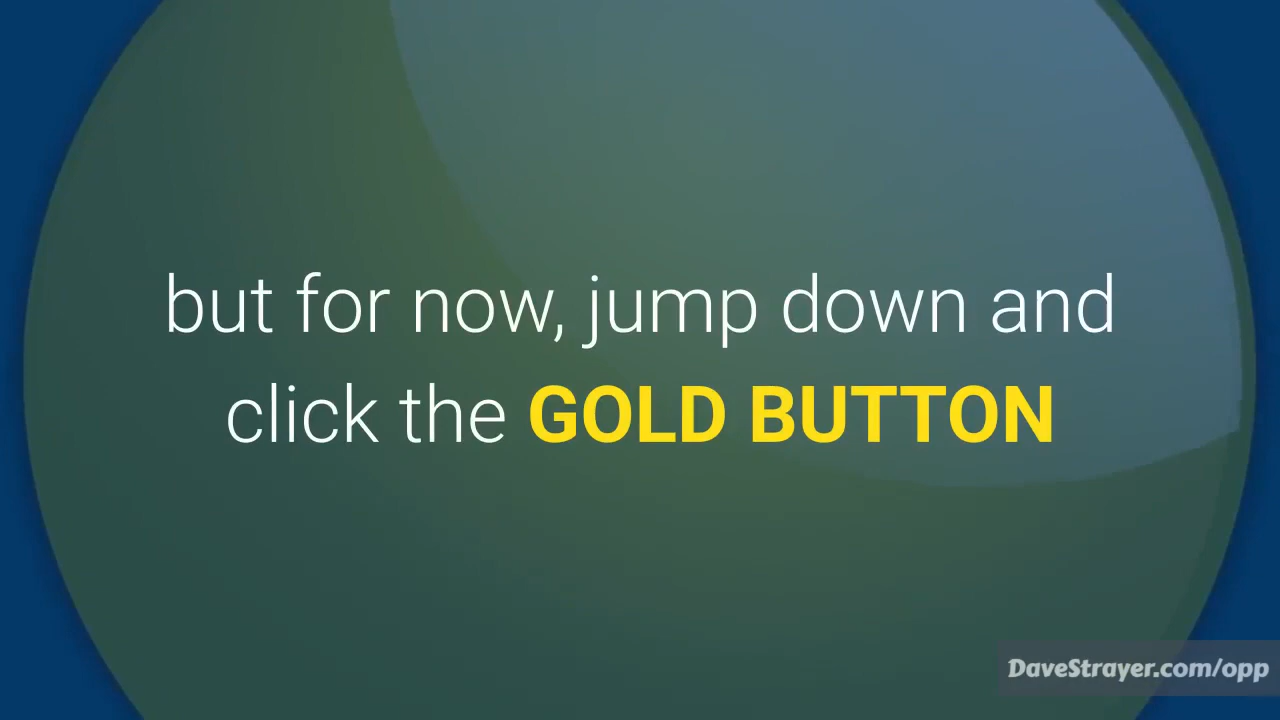 but for now, jump down and
click the GOLD BUTTON
DaveStrayer.com/opp